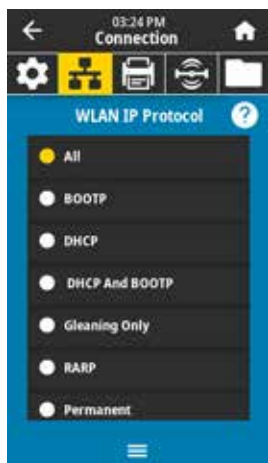 03:24 PM
Connection
WLAN IP Protocol ?
All
BOOTP
DHCP
DHCP And BOOTP
Gleaning Only
RARP
Permanent